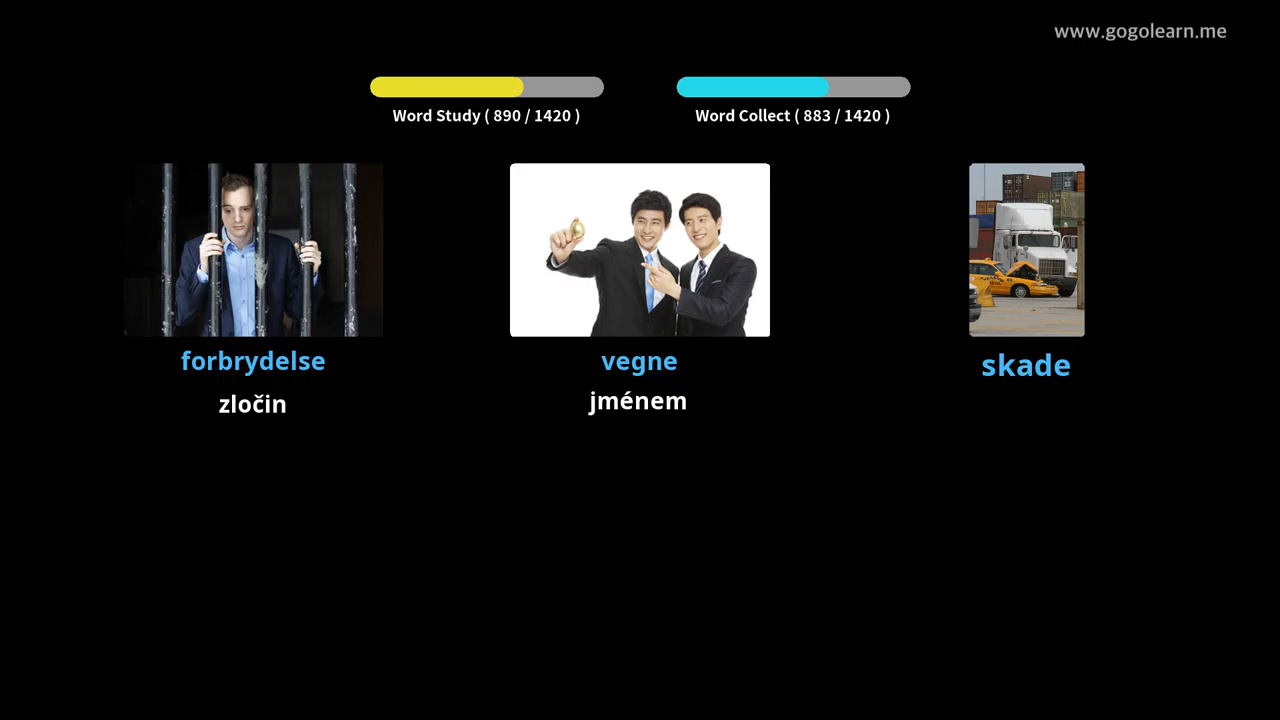 www.gogolearn.me
Word Study ( 890 / 1420 )
Word Collect ( 883 / 1420 )
forbrydelse
vegne
skade
zločin
jménem